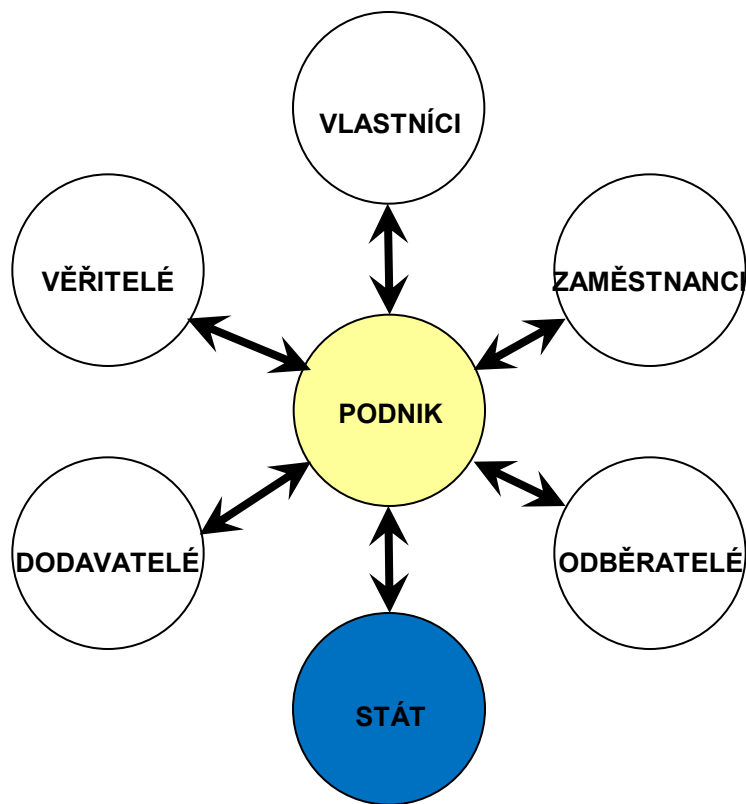 VLASTNÍCI
VĚŘITELÉ
ZAMĚSTNANCI
PODNIK
DODAVATELÉ
ODBĚRATELÉ
STÁT